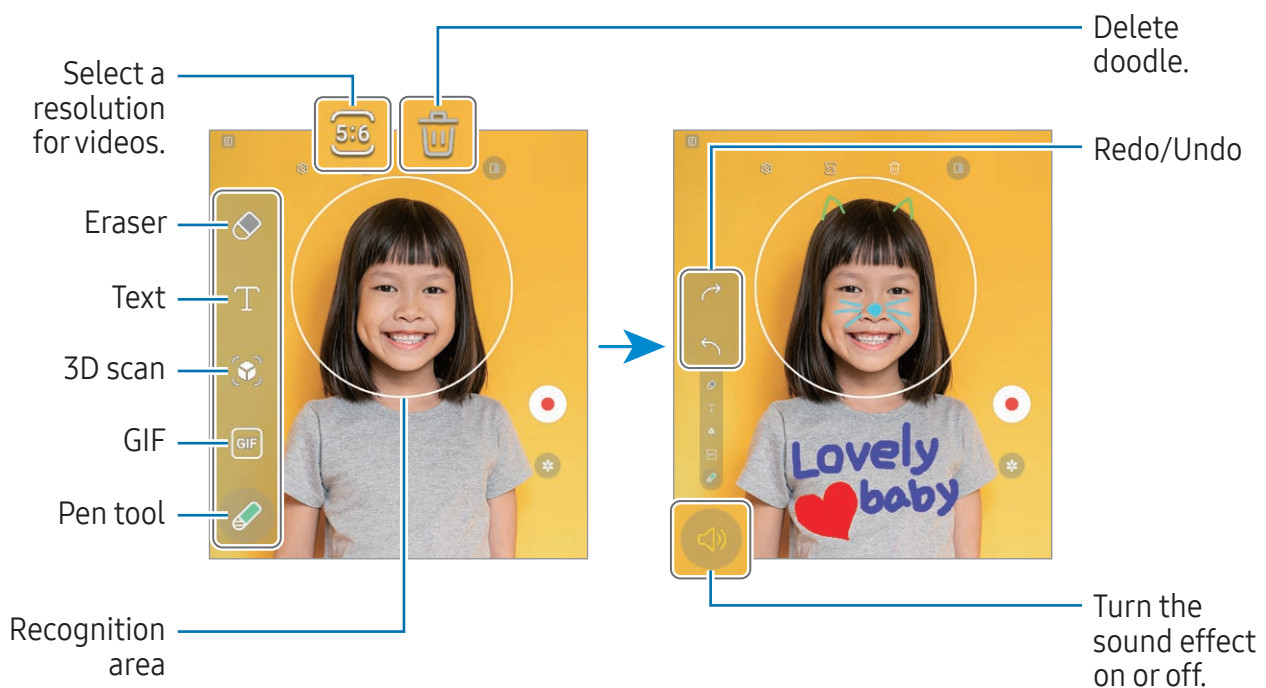 Select a
resolution
for videos.
Eraser
Text
3D scan
GIF
Pen tool
Recognition
area
5:6
T
GIF
Delete
doodle.
Redo/Undo
T
Lovely
baby
Turn the
sound effect
on or off.